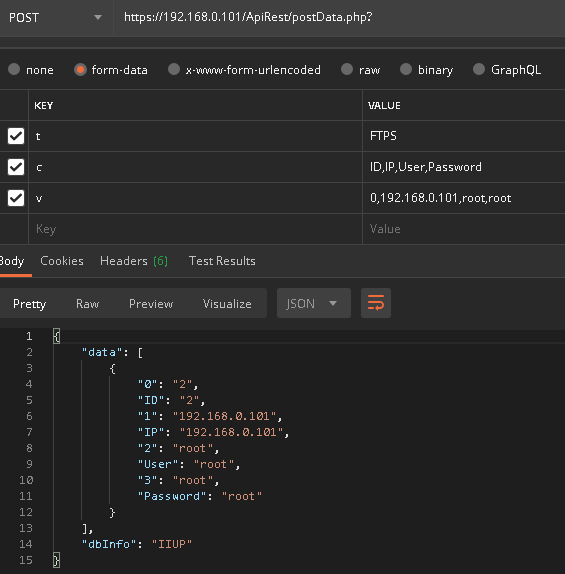 POST https://192.168.0.101/ApiRest/postData.php?
none form-data x-www-form-urlencoded raw binary GraphQL
KEY VALUE
t FTPS
c ID,IP,User,Password
v 0,192.168.0.101,root,root
Key Value
Body Cookies Headers (6) Test Results
Pretty Raw Preview Visualize JSON
1 {
2 "data": [
3 {
4 "0": "2",
5 "ID": "2",
6 "1": "192.168.0.101",
7 "IP": "192.168.0.101",
8 "2": "root",
9 "User": "root",
10 "3": "root",
11 "Password": "root"
12 }
13 ],
14 "dbInfo": "IIUP"
15 }